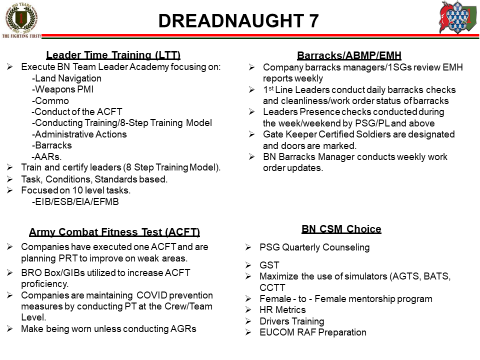 DREADNAUGHT 7
THE FIGHTING FIRST
Leader Time Training (LTT)
➢ Execute BN Team Leader Academy focusing on:
-Land Navigation
-Weapons PMI
-Commo
-Conduct of the ACFT
-Conducting Training/8-Step Training Model
-Administrative Actions
-Barracks
-AARs.
➢ Train and certify leaders (8 Step Training Model).
➢ Task, Conditions, Standards based.
➢ Focused on 10 level tasks.
-EIB/ESB/EIA/EFMB
Barracks/ABMP/EMH
➢ Company barracks managers/1SGs review EMH
reports weekly
➢ 1st Line Leaders conduct daily barracks checks
and cleanliness/work order status of barracks
➢ Leaders Presence checks conducted during
the week/weekend by PSG/PL and above
➢ Gate Keeper Certified Soldiers are designated
and doors are marked.
➢ BN Barracks Manager conducts weekly work
order updates.
Army Combat Fitness Test (ACFT)
➢ Companies have executed one ACFT and are
planning PRT to improve on weak areas.
➢ BRO Box/GIBs utilized to increase ACFT
proficiency.
➢ Companies are maintaining COVID prevention
measures by conducting PT at the Crew/Team
Level.
➢ Make being worn unless conducting AGRs
BN CSM Choice
➢ PSG Quarterly Counseling
➢ GST
➢ Maximize the use of simulators (AGTS, BATS,
CCTT
➢ Female - to - Female mentorship program
➢ HR Metrics
➢ Drivers Training
➢ EUCOM RAF Preparation